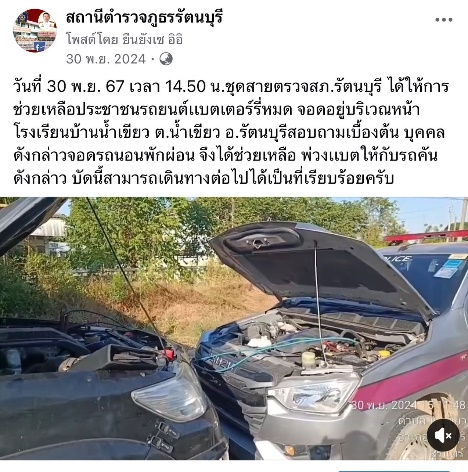 สถานีตำรวจภูธรรัตนบุรี
โพสต์โดย ยืนยังเซ อิอิ
30 พ.ย. 2024
วันที่ 30 พ.ย. 67 เวลา 14.50 น.ชุดสายตรวจสภ.รัตนบุรี ได้ให้การ
ช่วยเหลือประชาชนรถยนต์แบตเตอร์รี่หมด จอดอยู่บริเวณหน้า
โรงเรียนบ้านน้ำเขียว ต.น้ำเขียว อ.รัตนบุรีสอบถามเบื้องต้น บุคคล
ดังกล่าวจอดรถนอนพักผ่อน จึงได้ช่วยเหลือ พ่วงแบตให้กับรถคัน
ดังกล่าว บัดนี้สามารถเดินทางต่อไปได้เป็นที่เรียบร้อยครับ
30 พ.ย. 2024